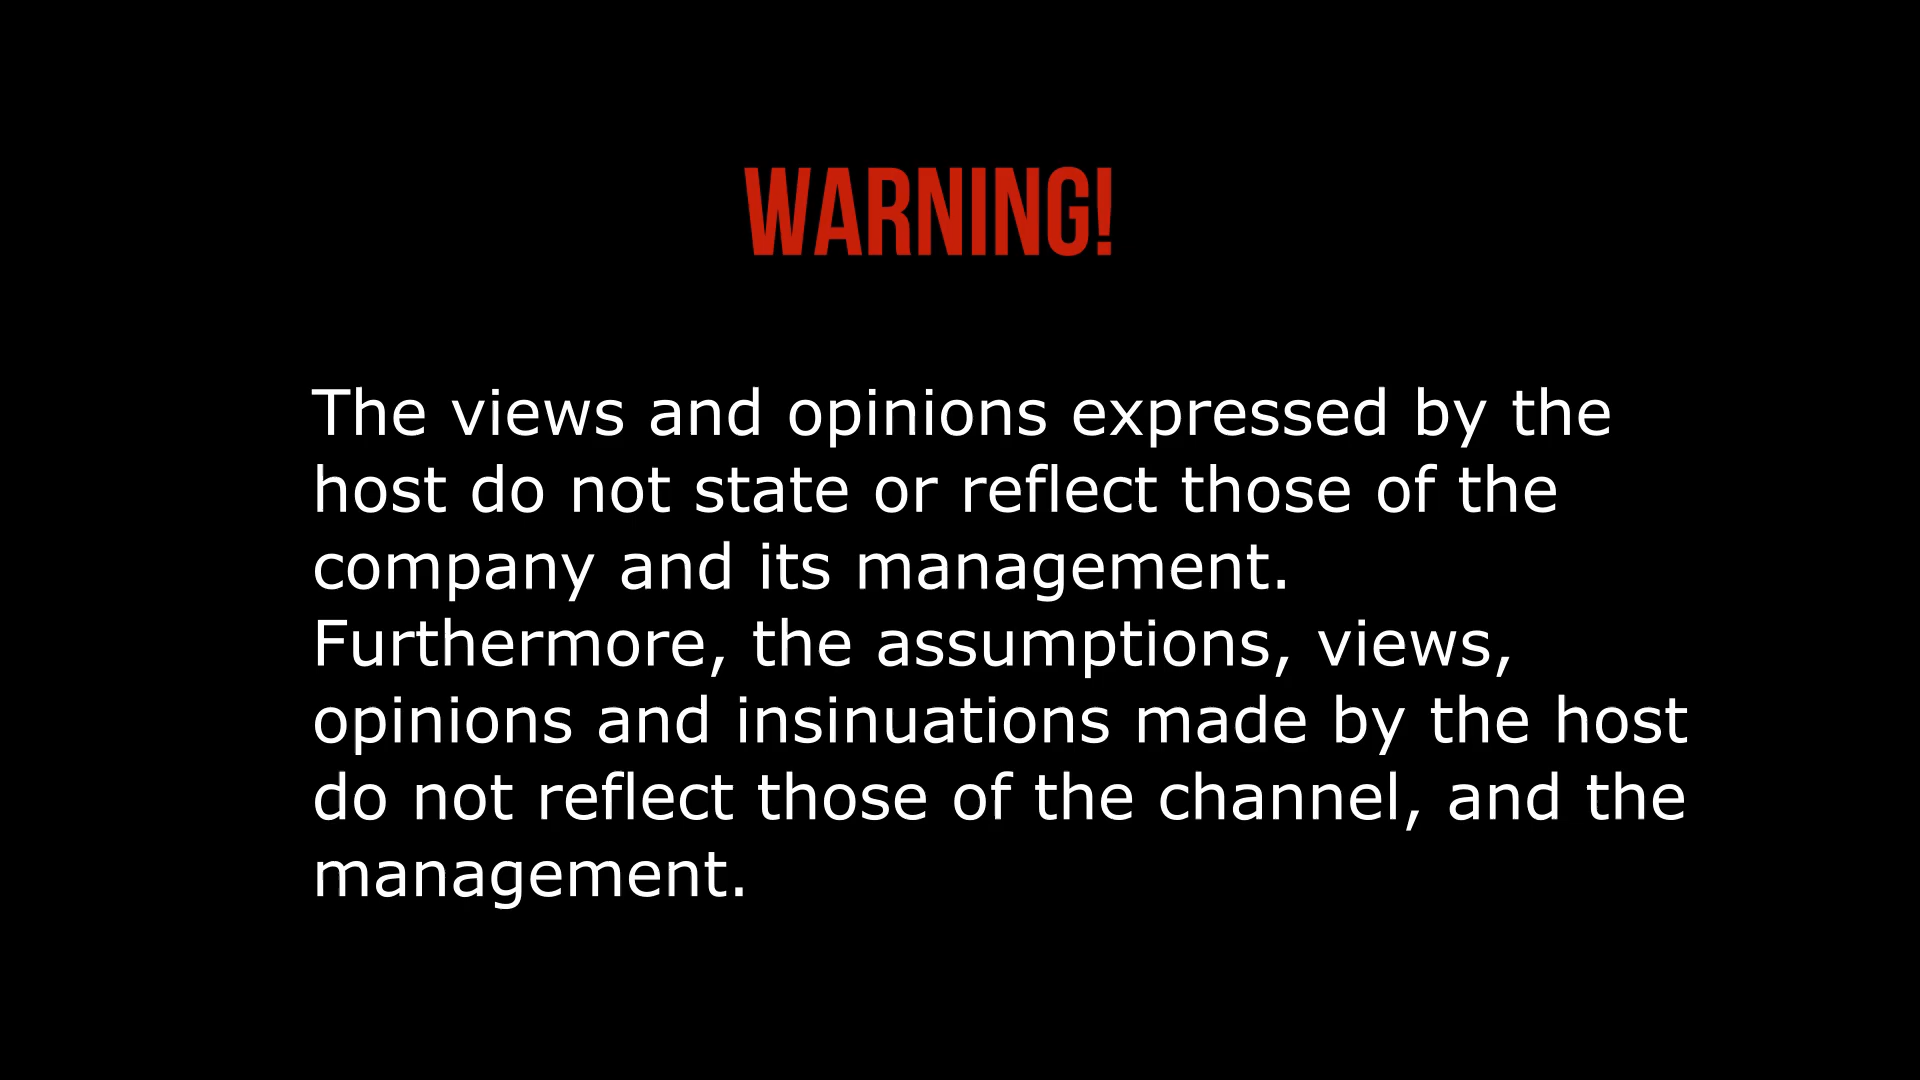 WARNING!
The views and opinions expressed by the
host do not state or reflect those of the
company and its management.
Furthermore, the assumptions, views,
opinions and insinuations made by the host
do not reflect those of the channel, and the
management.